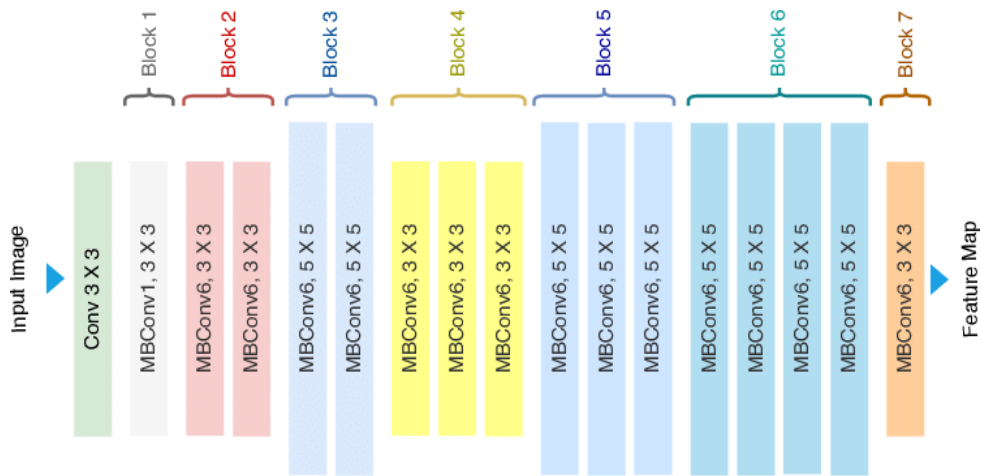 Block 1
Block 2
Block 3
Block 4
Block 5
Block 6
Block 7
Input Image
Conv 3 X 3
MBConv1, 3 X 3
MBConv6, 3 X 3
MBConv6, 3 X 3
MBConv6, 5 X 5
MBConv6, 5 X 5
MBConv6, 3 X 3
MBConv6, 3 X 3
MBConv6, 3 X 3
MBConv6, 5 X 5
MBConv6, 5 X 5
MBConv6, 5 X 5
MBConv6, 5 X 5
MBConv6, 5 X 5
MBConv6, 5 X 5
MBConv6, 5 X 5
MBConv6, 3 X 3
Feature Map